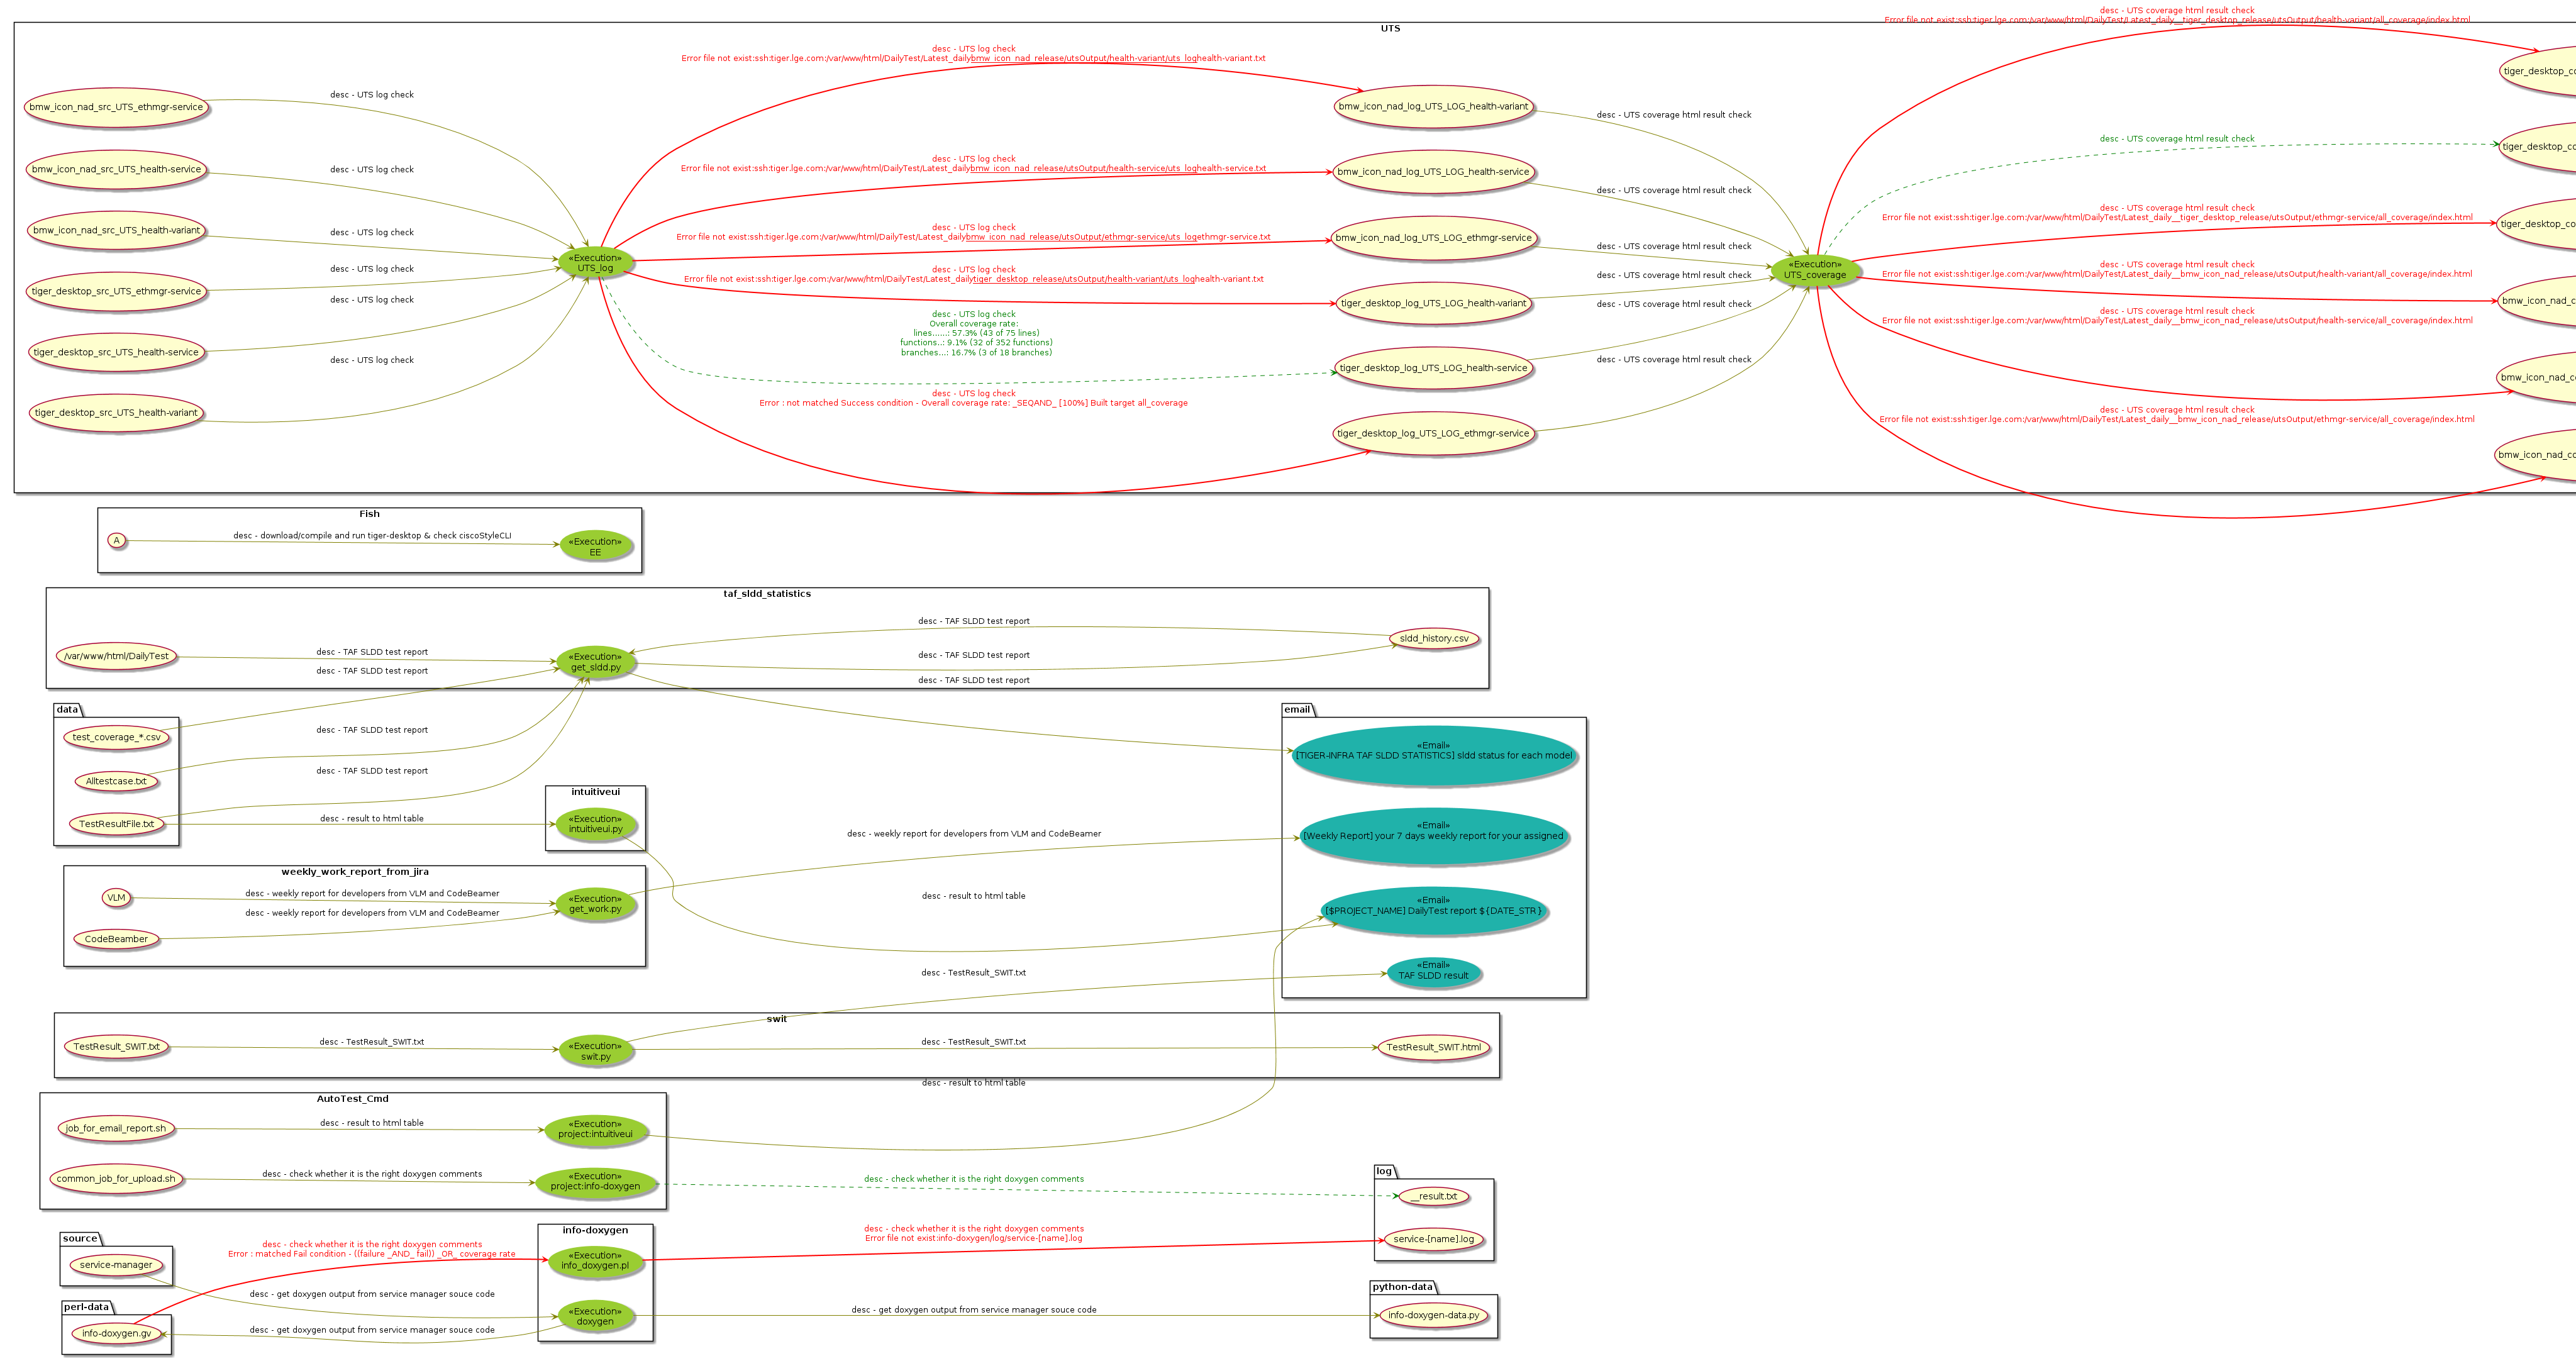 UTS
bmw_icon_nad_src_UTS_ethmgr-service
bmw_icon_nad_src_UTS_health-service
bmw_icon_nad_src_UTS_health-variant
tiger_desktop_src_UTS_ethmgr-service
tiger_desktop_src_UTS_health-service
tiger_desktop_src_UTS_health-variant
desc - UTS log check
desc - UTS log check
desc - UTS log check
desc - UTS log check
desc - UTS log check
desc - UTS log check
«Execution»
UTS_log
desc - UTS log check
Error file not exist:ssh:tiger.lge.com:/var/www/html/DailyTest/Latest_dailybmw_icon_nad_release/utsOutput/health-variant/uts_loghealth-variant.txt
desc - UTS log check
Error file not exist:ssh:tiger.lge.com:/var/www/html/DailyTest/Latest_dailybmw_icon_nad_release/utsOutput/health-service/uts_loghealth-service.txt
desc - UTS log check
Error file not exist:ssh:tiger.lge.com:/var/www/html/DailyTest/Latest_dailybmw_icon_nad_release/utsOutput/ethmgr-service/uts_logethmgr-service.txt
desc - UTS log check
Error file not exist:ssh:tiger.lge.com:/var/www/html/DailyTest/Latest_dailytiger_desktop_release/utsOutput/health-variant/uts_loghealth-variant.txt
desc - UTS log check
Overall coverage rate:
lines......: 57.3% (43 of 75 lines)
functions..: 9.1% (32 of 352 functions)
branches...: 16.7% (3 of 18 branches)
desc - UTS log check
Error : not matched Success condition - Overall coverage rate: _SEQAND_ [100%] Built target all_coverage
bmw_icon_nad_log_UTS_LOG_health-variant
bmw_icon_nad_log_UTS_LOG_health-service
bmw_icon_nad_log_UTS_LOG_ethmgr-service
tiger_desktop_log_UTS_LOG_health-variant
tiger_desktop_log_UTS_LOG_health-service
tiger_desktop_log_UTS_LOG_ethmgr-service
desc - UTS coverage html result check
desc - UTS coverage html result check
desc - UTS coverage html result check
desc - UTS coverage html result check
desc - UTS coverage html result check
desc - UTS coverage html result check
«Execution»
UTS_coverage
desc - UTS coverage html result check
Error file not exist:ssh:tiger.lge.com:/var/www/html/DailyTest/Latest_daily__tiger_desktop_release/utsOutput/health-variant/all_coverage/index.html
desc - UTS coverage html result check
desc - UTS coverage html result check
Error file not exist:ssh:tiger.lge.com:/var/www/html/DailyTest/Latest_daily__tiger_desktop_release/utsOutput/ethmgr-service/all_coverage/index.html
desc - UTS coverage html result check
Error file not exist:ssh:tiger.lge.com:/var/www/html/DailyTest/Latest_daily__bmw_icon_nad_release/utsOutput/health-variant/all_coverage/index.html
desc - UTS coverage html result check
Error file not exist:ssh:tiger.lge.com:/var/www/html/DailyTest/Latest_daily__bmw_icon_nad_release/utsOutput/health-service/all_coverage/index.html
desc - UTS coverage html result check
Error file not exist:ssh:tiger.lge.com:/var/www/html/DailyTest/Latest_daily__bmw_icon_nad_release/utsOutput/ethmgr-service/all_coverage/index.html
Fish
A
desc - download/compile and run tiger-desktop & check ciscoStyleCLI
«Execution»
EE
taf_sldd_statistics
/var/www/html/DailyTest
desc - TAF SLDD test report
desc - TAF SLDD test report
«Execution»
get_sldd.py
desc - TAF SLDD test report
desc - TAF SLDD test report
desc - TAF SLDD test report
sldd_history.csv
data
test_coverage_*.csv
Alltestcase.txt
TestResultFile.txt
desc - TAF SLDD test report
desc - TAF SLDD test report
desc - result to html table
intuitiveui
«Execution»
intuitiveui.py
email
«Email»
[TIGER-INFRA TAF SLDD STATISTICS] sldd status for each model
«Email»
[Weekly Report] your 7 days weekly report for your assigned
«Email»
[$PROJECT_NAME] DailyTest report ${DATE_STR}
«Email»
TAF SLDD result
desc - weekly report for developers from VLM and CodeBeamer
desc - result to html table
desc - TestResult_SWIT.txt
weekly_work_report_from_jira
VLM
CodeBeamber
desc - weekly report for developers from VLM and CodeBeamer
desc - weekly report for developers from VLM and CodeBeamer
«Execution»
get_work.py
swit
TestResult_SWIT.txt
desc - TestResult_SWIT.txt
«Execution»
swit.py
desc - TestResult_SWIT.txt
TestResult_SWIT.html
desc - result to html table
AutoTest_Cmd
job_for_email_report.sh
desc - result to html table
«Execution»
project:intuitiveui
common_job_for_upload.sh
desc - check whether it is the right doxygen comments
«Execution»
project:info-doxygen
desc - check whether it is the right doxygen comments
log
__result.txt
service-[name].log
source
service-manager
perl-data
info-doxygen.gv
desc - check whether it is the right doxygen comments
Error : matched Fail condition - ((failure _AND_ fail)) _OR_ coverage rate
desc - get doxygen output from service manager souce code
desc - get doxygen output from service manager souce code
info-doxygen
«Execution»
info_doxygen.pl
«Execution»
doxygen
desc - check whether it is the right doxygen comments
Error file not exist:info-doxygen/log/service-[name].log
desc - get doxygen output from service manager souce code
python-data
info-doxygen-data.py